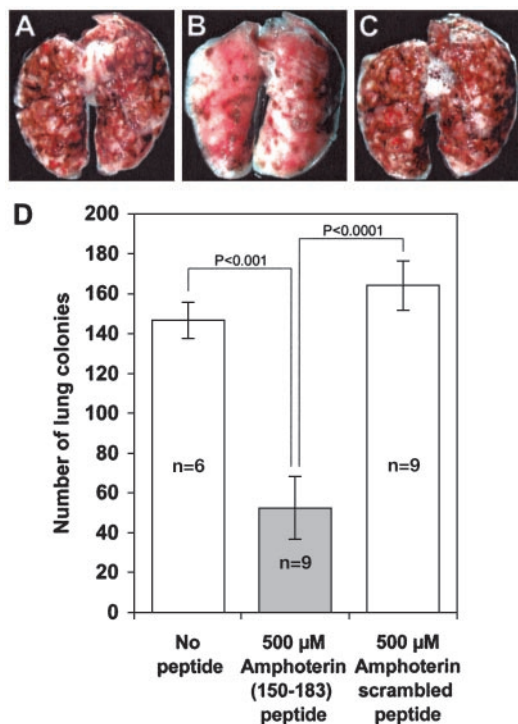 A
B
C
D
200
180
160
140
120
100
80
60
40
20
0
Number of lung colonies
P<0.001
P<0.0001
n=6
n=9
n=9
No
peptide
500 µM
Amphoterin
(150-183)
peptide
500 µM
Amphoterin
scrambled
peptide